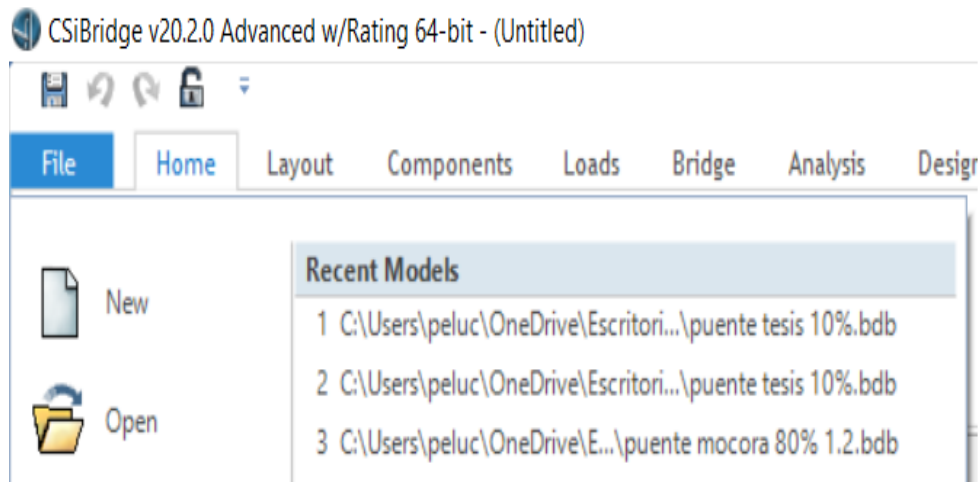 CSiBridge v20.2.0 Advanced w/Rating 64-bit - (Untitled)
File Home Layout Components Loads Bridge Analysis Design
Recent Models
New
1 C:\Users\peluc\OneDrive\Escritori...\puente tesis 10%.bdb
2 C:\Users\peluc\OneDrive\Escritori...\puente tesis 10%.bdb
Open
3 C:\Users\peluc\OneDrive\E...\puente mocora 80% 1.2.bdb